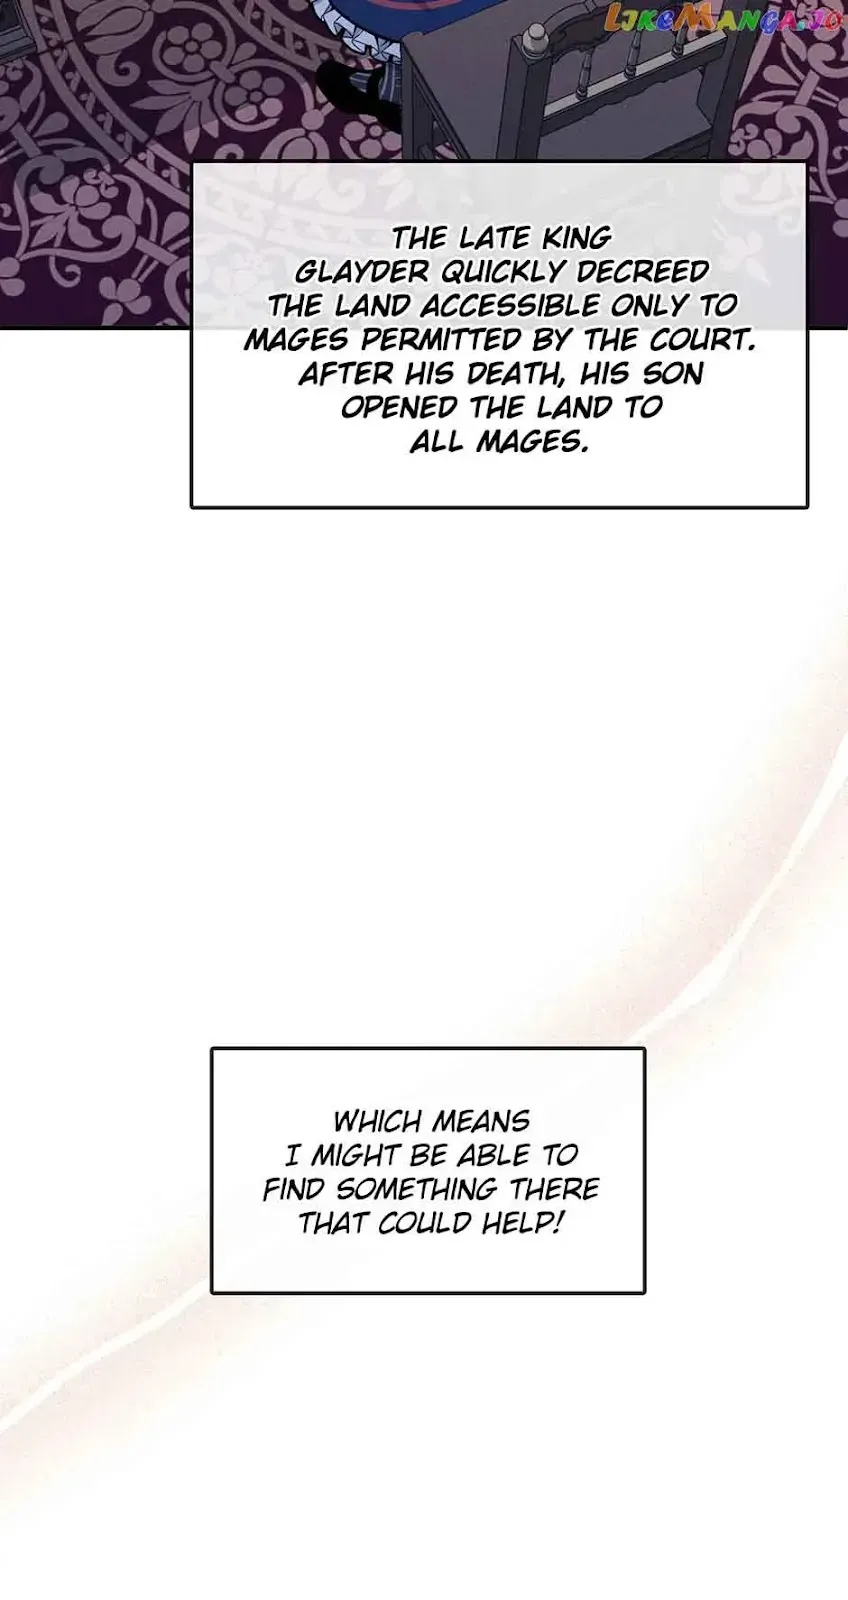 LikeManga.io
THE LATE KING
GLAYDER QUICKLY DECREED
THE LAND ACCESSIBLE ONLY TO
MAGES PERMITTED BY THE COURT.
AFTER HIS DEATH, HIS SON
OPENED THE LAND TO
ALL MAGES.
WHICH MEANS
I MIGHT BE ABLE TO
FIND SOMETHING THERE
THAT COULD HELP!